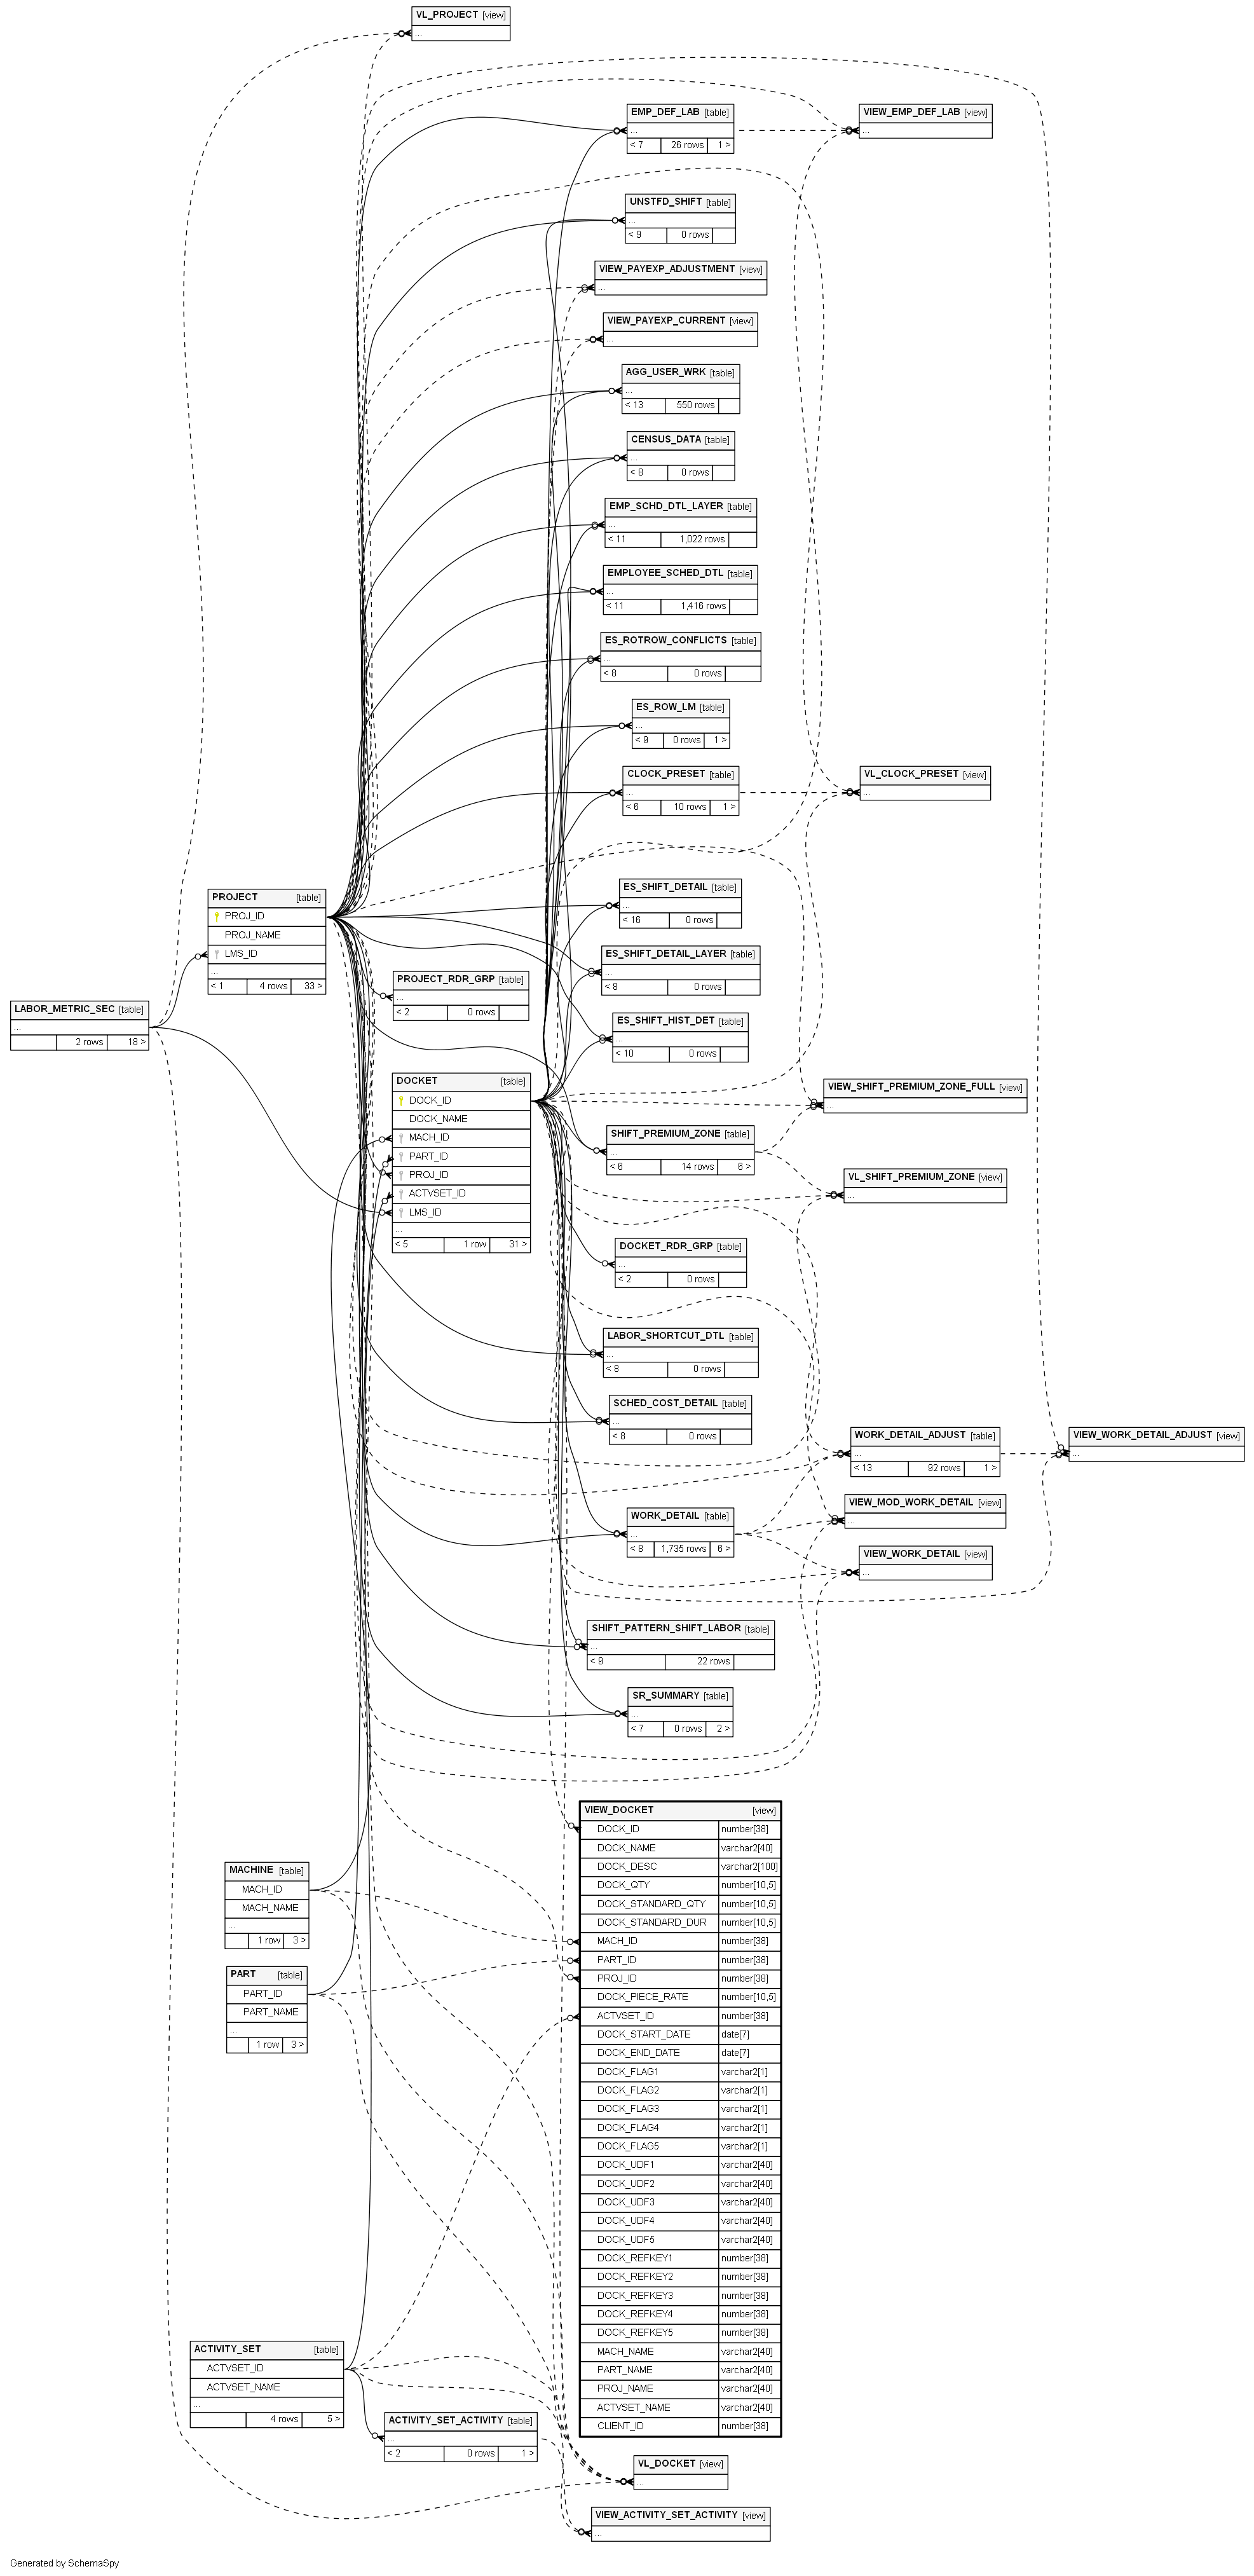 VL_PROJECT [view]
...
EMP_DEF_LAB [table]
...
< 7 26 rows 1 >
VIEW_EMP_DEF_LAB [view]
...
UNSTFD_SHIFT [table]
...
< 9 0 rows
VIEW_PAYEXP_ADJUSTMENT [view]
...
VIEW_PAYEXP_CURRENT [view]
...
AGG_USER_WRK [table]
...
< 13 550 rows
CENSUS_DATA [table]
...
< 8 0 rows
EMP_SCHD_DTL_LAYER [table]
...
< 11 1,022 rows
EMPLOYEE_SCHED_DTL [table]
...
< 11 1,416 rows
ES_ROTROW_CONFLICTS [table]
...
< 8 0 rows
ES_ROW_LM [table]
...
< 9 0 rows 1 >
CLOCK_PRESET [table]
...
< 6 10 rows 1 >
VL_CLOCK_PRESET [view]
...
ES_SHIFT_DETAIL [table]
...
< 16 0 rows
PROJECT [table]
PROJ_ID
PROJ_NAME
LMS_ID
...
< 1 4 rows 33 >
ES_SHIFT_DETAIL_LAYER [table]
...
< 8 0 rows
PROJECT_RDR_GRP [table]
...
< 2 0 rows
LABOR_METRIC_SEC [table]
...
2 rows 18 >
ES_SHIFT_HIST_DET [table]
...
< 10 0 rows
DOCKET [table]
DOCK_ID
DOCK_NAME
MACH_ID
PART_ID
PROJ_ID
ACTVSET_ID
LMS_ID
...
< 5 1 row 31 >
VIEW_SHIFT_PREMIUM_ZONE_FULL [view]
...
SHIFT_PREMIUM_ZONE [table]
...
< 6 14 rows 6 >
VL_SHIFT_PREMIUM_ZONE [view]
...
DOCKET_RDR_GRP [table]
...
< 2 0 rows
LABOR_SHORTCUT_DTL [table]
...
< 8 0 rows
SCHED_COST_DETAIL [table]
...
< 8 0 rows
WORK_DETAIL_ADJUST [table]
...
< 13 92 rows 1 >
VIEW_WORK_DETAIL_ADJUST [view]
...
WORK_DETAIL [table]
...
< 8 1,735 rows 6 >
VIEW_MOD_WORK_DETAIL [view]
...
VIEW_WORK_DETAIL [view]
...
SHIFT_PATTERN_SHIFT_LABOR [table]
...
< 9 22 rows
SR_SUMMARY [table]
...
< 7 0 rows 2 >
VIEW_DOCKET [view]
DOCK_ID number[38]
DOCK_NAME varchar2[40]
DOCK_DESC varchar2[100]
DOCK_QTY number[10,5]
DOCK_STANDARD_QTY number[10,5]
DOCK_STANDARD_DUR number[10,5]
MACH_ID number[38]
PART_ID number[38]
PROJ_ID number[38]
DOCK_PIECE_RATE number[10,5]
ACTVSET_ID number[38]
DOCK_START_DATE date[7]
DOCK_END_DATE date[7]
DOCK_FLAG1 varchar2[1]
DOCK_FLAG2 varchar2[1]
DOCK_FLAG3 varchar2[1]
DOCK_FLAG4 varchar2[1]
DOCK_FLAG5 varchar2[1]
DOCK_UDF1 varchar2[40]
DOCK_UDF2 varchar2[40]
DOCK_UDF3 varchar2[40]
DOCK_UDF4 varchar2[40]
DOCK_UDF5 varchar2[40]
DOCK_REFKEY1 number[38]
DOCK_REFKEY2 number[38]
DOCK_REFKEY3 number[38]
DOCK_REFKEY4 number[38]
DOCK_REFKEY5 number[38]
MACH_NAME varchar2[40]
PART_NAME varchar2[40]
PROJ_NAME varchar2[40]
ACTVSET_NAME varchar2[40]
CLIENT_ID number[38]
MACHINE [table]
MACH_ID
MACH_NAME
...
1 row 3 >
PART [table]
PART_ID
PART_NAME
...
1 row 3 >
ACTIVITY_SET [table]
ACTVSET_ID
ACTVSET_NAME
...
4 rows 5 >
ACTIVITY_SET_ACTIVITY [table]
...
< 2 0 rows 1 >
VL_DOCKET [view]
...
VIEW_ACTIVITY_SET_ACTIVITY [view]
...
Generated by SchemaSpy